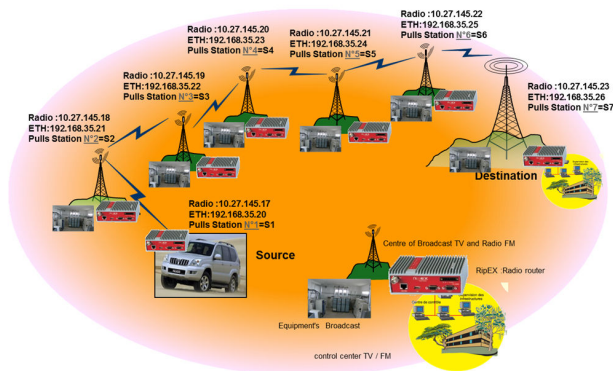 Radio :10.27.145.22
ETH:192.168.35.25
Pulls Station N°6=S6
Radio :10.27.145.20
ETH:192.168.35.23
Pulls Station N°4=S4
Radio :10.27.145.21
ETH:192.168.35.24
Pulls Station N°5=S5
Radio :10.27.145.19
ETH:192.168.35.22
Pulls Station N°3=S3
Radio :10.27.145.23
ETH:192.168.35.26
Pulls Station N°7=S7
Radio :10.27.145.18
ETH:192.168.35.21
Pulls Station N°2=S2
Destination
Radio :10.27.145.17
ETH:192.168.35.20
Pulls Station N°1=S1
Source
Centre of Broadcast TV and Radio FM
RipEX :Radio router
Equipment's Broadcast
Centre de contrôle
control center TV / FM